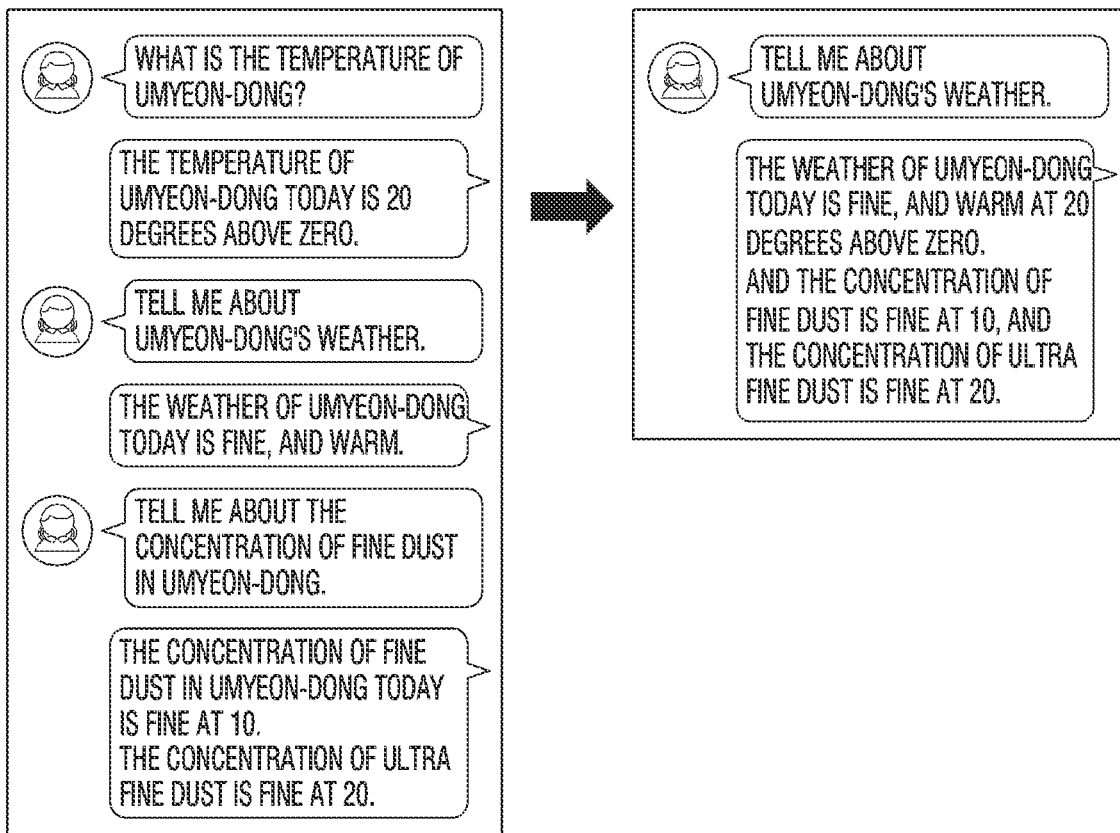 WHAT IS THE TEMPERATURE OF
UMYEON-DONG?
THE TEMPERATURE OF
UMYEON-DONG TODAY IS 20
DEGREES ABOVE ZERO.
TELL ME ABOUT
UMYEON-DONG'S WEATHER.
THE WEATHER OF UMYEON-DONG
TODAY IS FINE, AND WARM.
TELL ME ABOUT THE
CONCENTRATION OF FINE DUST
IN UMYEON-DONG.
THE CONCENTRATION OF FINE
DUST IN UMYEON-DONG TODAY
IS FINE AT 10.
THE CONCENTRATION OF ULTRA
FINE DUST IS FINE AT 20.
TELL ME ABOUT
UMYEON-DONG'S WEATHER.
THE WEATHER OF UMYEON-DONG
TODAY IS FINE, AND WARM AT 20
DEGREES ABOVE ZERO.
AND THE CONCENTRATION OF
FINE DUST IS FINE AT 10, AND
THE CONCENTRATION OF ULTRA
FINE DUST IS FINE AT 20.